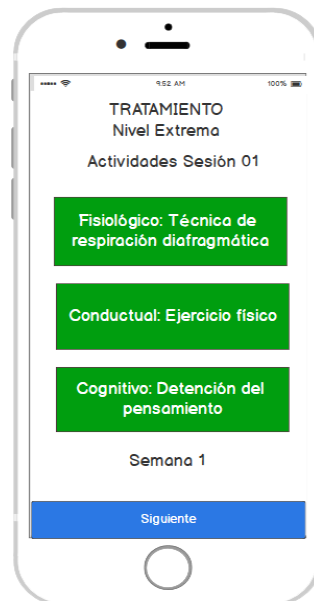 9:52 AM
100%
TRATAMIENTO
Nivel Extrema
Actividades Sesión 01
Fisiológico: Técnica de
respiración diafragmática
Conductual: Ejercicio físico
Cognitivo: Detención del
pensamiento
Semana 1
Siguiente